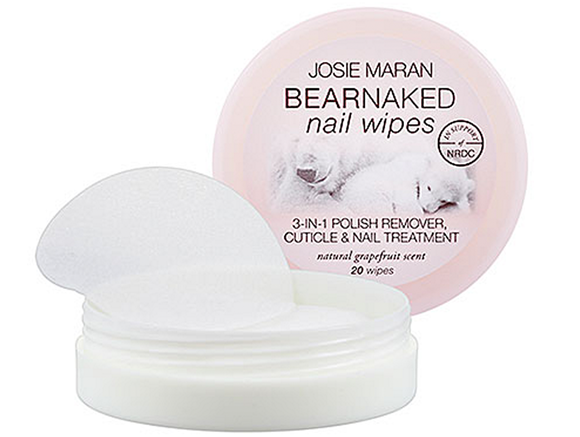 JOSIE MARAN
BEARNAKED
nail wipes
IN SUPPORT
of
NRDC
3-IN-1 POLISH REMOVER,
CUTICLE & NAIL TREATMENT
natural grapefruit scent
20 wipes